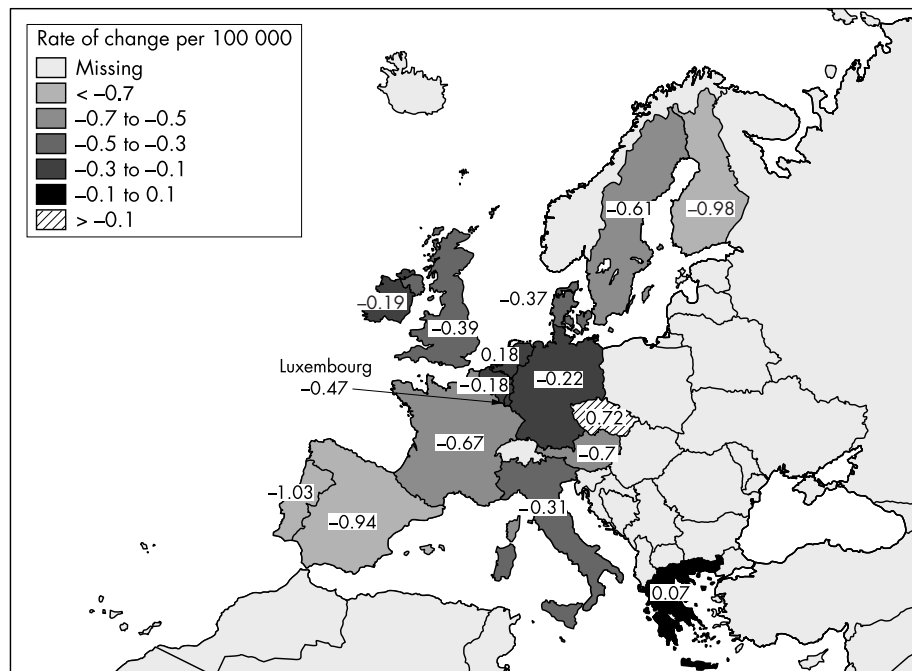 Rate of change per 100 000
Missing
< –0.7
–0.7 to –0.5
–0.5 to –0.3
–0.3 to –0.1
–0.1 to 0.1
> –0.1
–0.61
–0.98
–0.37
–0.19
–0.39
0.18
Luxembourg
–0.47
–0.18
–0.22
0.72
–0.67
–0.7
–1.03
–0.31
–0.94
0.07